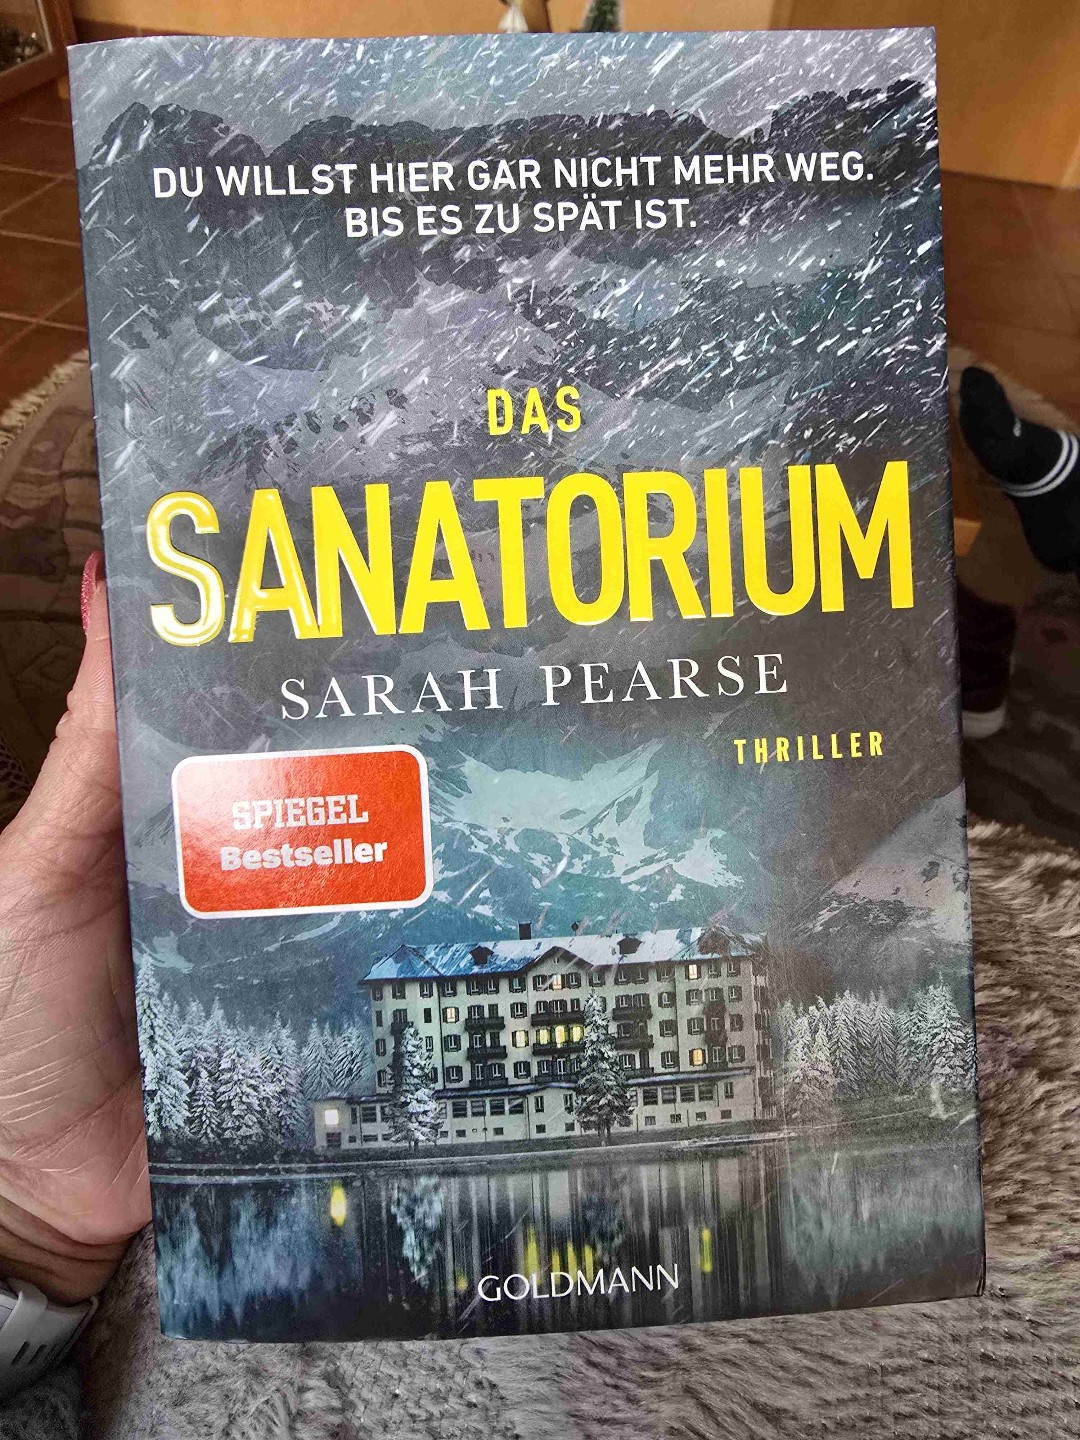 DU WILLST HIER GAR NICHT MEHR WEG.
BIS ES ZU SPÄT IST.
DAS
SANATORIUM
SARAH PEARSE
THRILLER
SPIEGEL
Bestseller
GOLDMANN